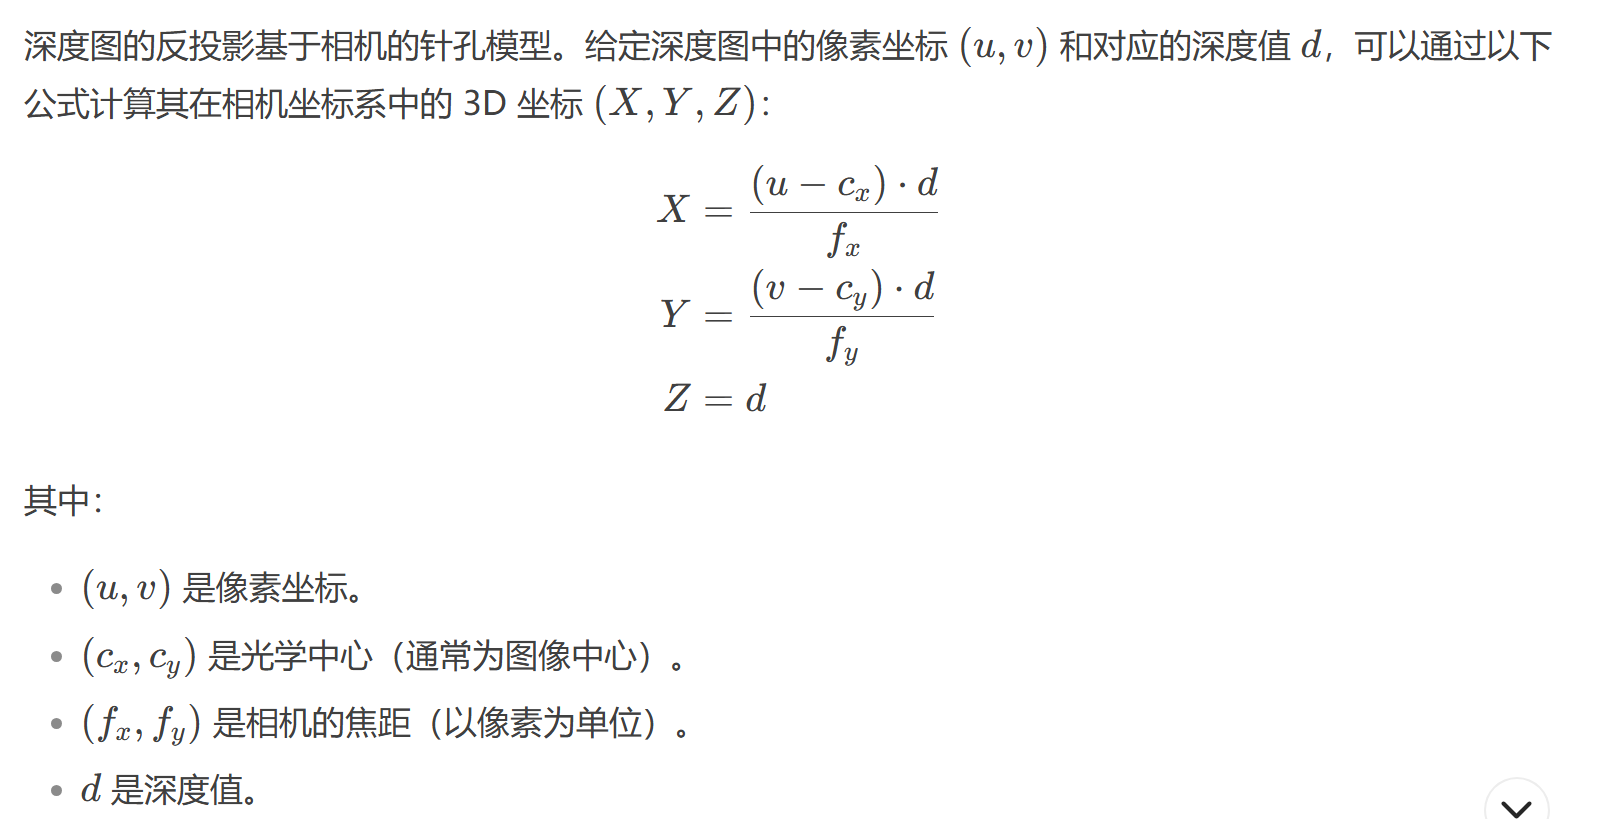 深度图的反投影基于相机的针孔模型。给定深度图中的像素坐标 (u, v) 和对应的深度值 d，可以通过以下
公式计算其在相机坐标系中的 3D 坐标 (X, Y, Z)：
X = \frac{(u - c_x) \cdot d}{f_x}
Y = \frac{(v - c_y) \cdot d}{f_y}
Z = d
其中：
• (u, v) 是像素坐标。
• (c_x, c_y) 是光学中心（通常为图像中心）。
• (f_x, f_y) 是相机的焦距（以像素为单位）。
• d 是深度值。